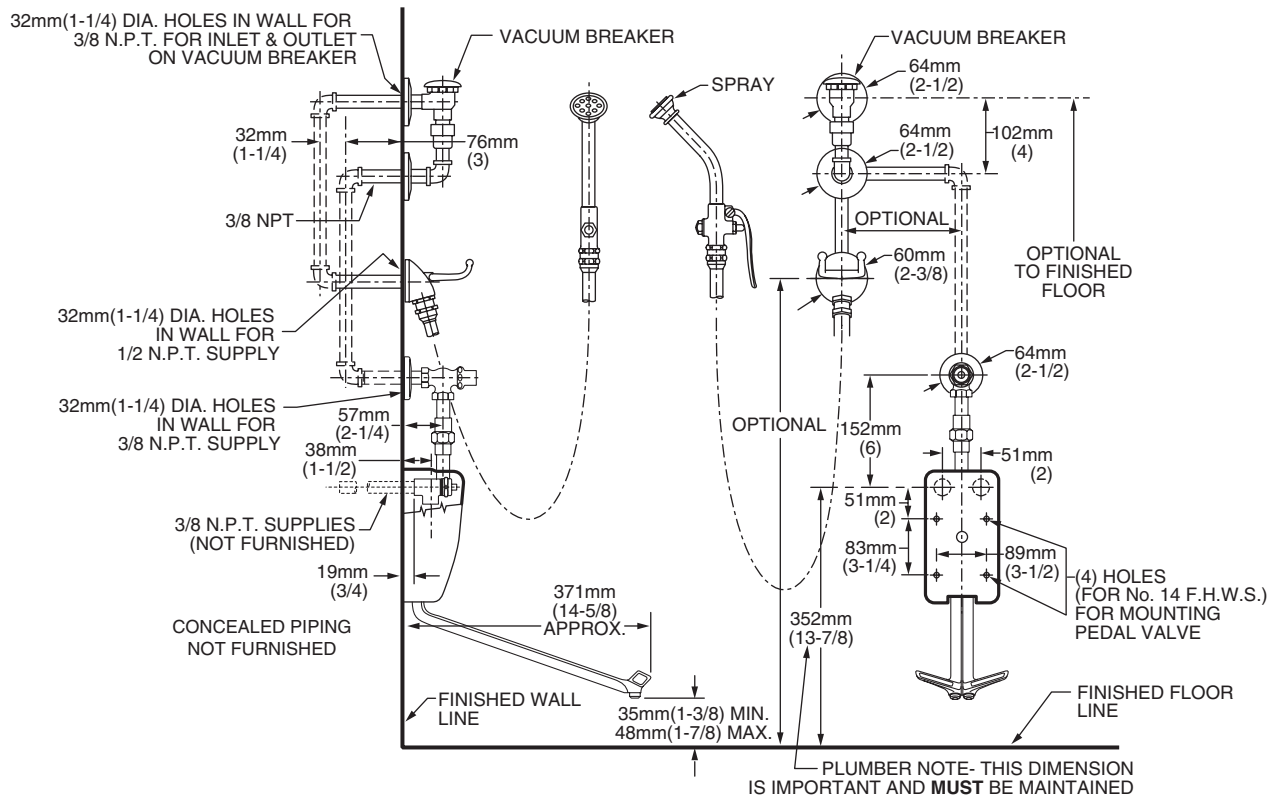 32mm(1-1/4) DIA. HOLES IN WALL FOR
3/8 N.P.T. FOR INLET & OUTLET
ON VACUUM BREAKER
VACUUM BREAKER
SPRAY
VACUUM BREAKER
64mm
(2-1/2)
32mm
(1-1/4)
76mm
(3)
64mm
(2-1/2)
102mm
(4)
3/8 NPT
OPTIONAL
60mm
(2-3/8)
OPTIONAL
TO FINISHED
FLOOR
32mm(1-1/4) DIA. HOLES
IN WALL FOR
1/2 N.P.T. SUPPLY
64mm
(2-1/2)
32mm(1-1/4) DIA. HOLES
IN WALL FOR
3/8 N.P.T. SUPPLY
57mm
(2-1/4)
38mm
(1-1/2)
OPTIONAL
152mm
(6)
51mm
(2)
51mm
(2)
3/8 N.P.T. SUPPLIES
(NOT FURNISHED)
83mm
(3-1/4)
89mm
(3-1/2)
19mm
(3/4)
371mm
(14-5/8)
APPROX.
(4) HOLES
(FOR No. 14 F.H.W.S.)
FOR MOUNTING
PEDAL VALVE
352mm
(13-7/8)
CONCEALED PIPING
NOT FURNISHED
FINISHED WALL
LINE
35mm(1-3/8) MIN.
48mm(1-7/8) MAX.
FINISHED FLOOR
LINE
PLUMBER NOTE- THIS DIMENSION
IS IMPORTANT AND MUST BE MAINTAINED